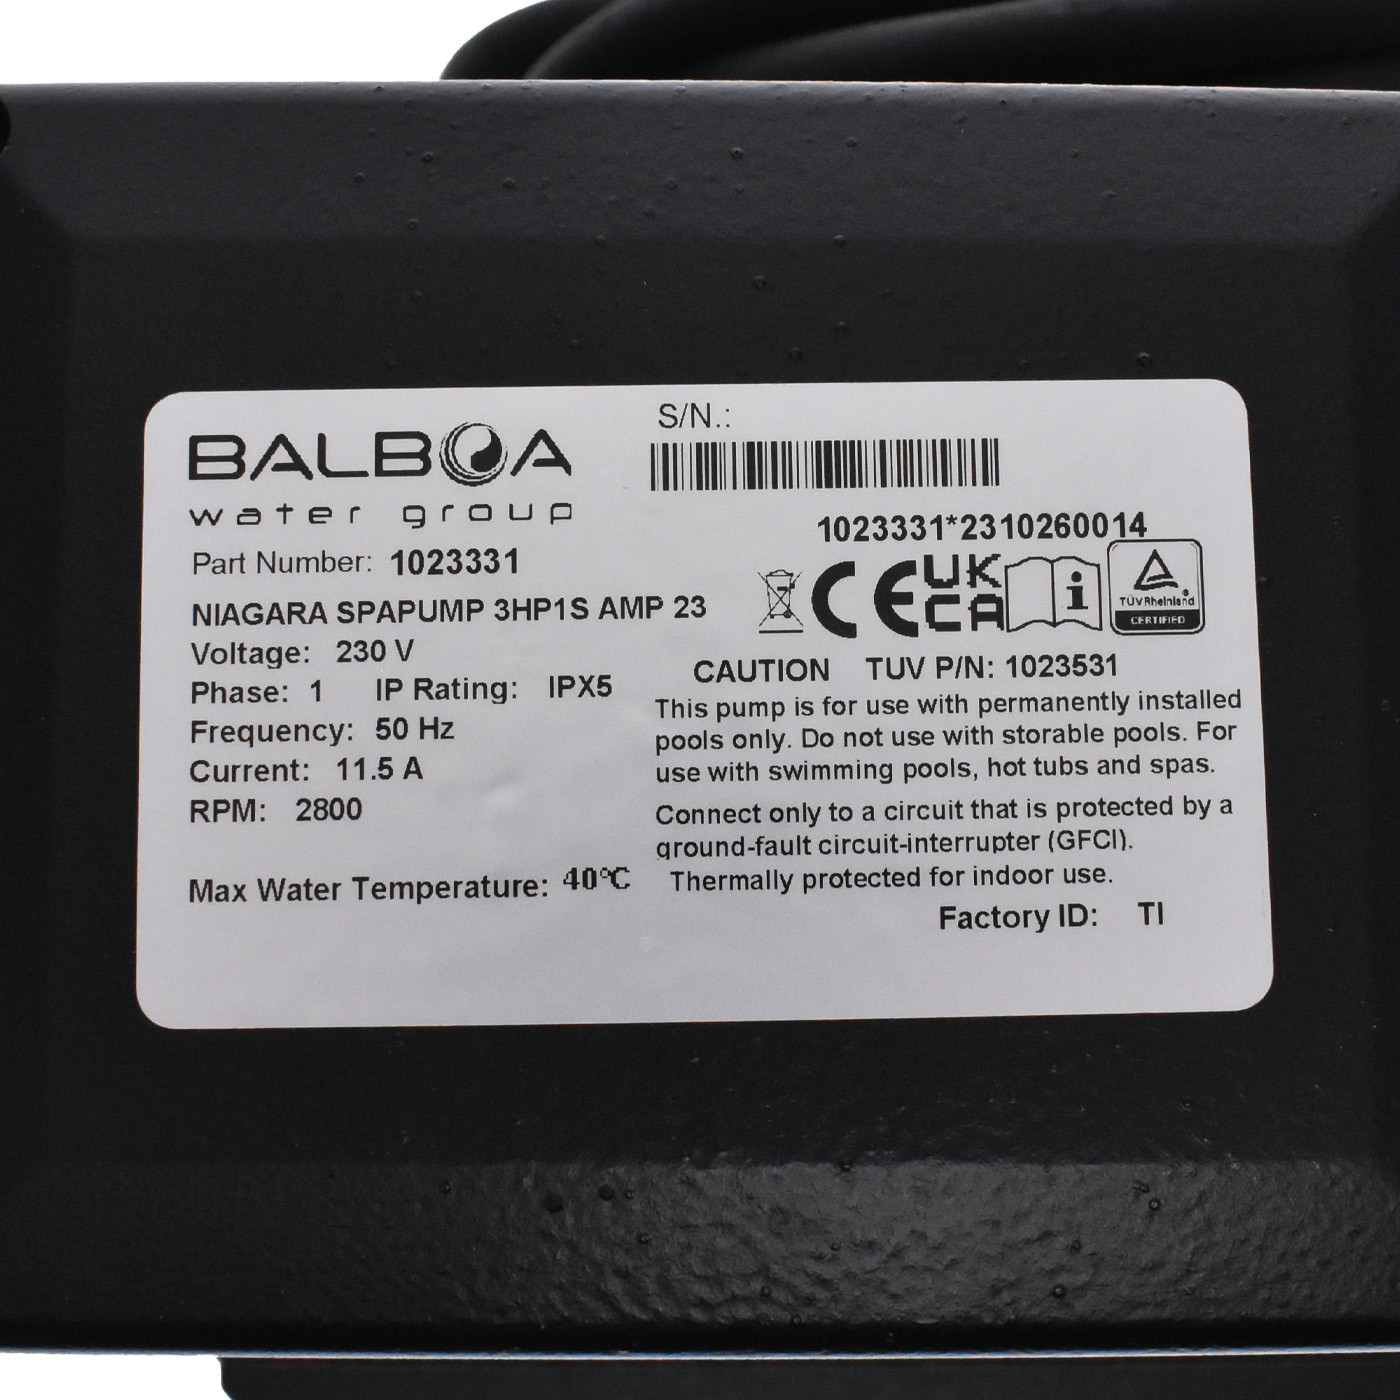 BALBOA
water group
Part Number: 1023331
NIAGARA SPAPUMP 3HP1S AMP 23
Voltage: 230 V
Phase: 1 IP Rating: IPX5
Frequency: 50 Hz
Current: 11.5 A
RPM: 2800
Max Water Temperature: 40°C
S/N.:
1023331*2310260014
CE UK
CA
i
TÜVRheinland®
CERTIFIED
CAUTION TUV P/N: 1023531
This pump is for use with permanently installed
pools only. Do not use with storable pools. For
use with swimming pools, hot tubs and spas.
Connect only to a circuit that is protected by a
ground-fault circuit-interrupter (GFCI).
Thermally protected for indoor use.
Factory ID: TI